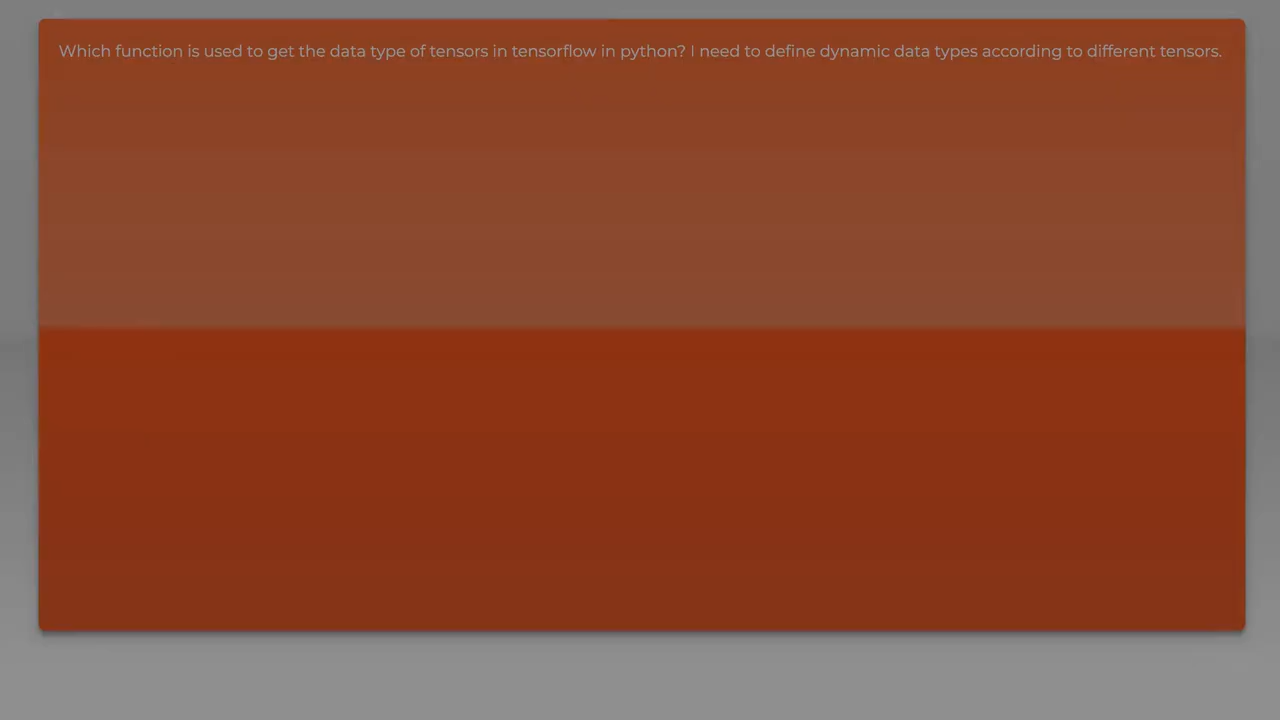 Which function is used to get the data type of tensors in tensorflow in python? I need to define dynamic data types according to different tensors.